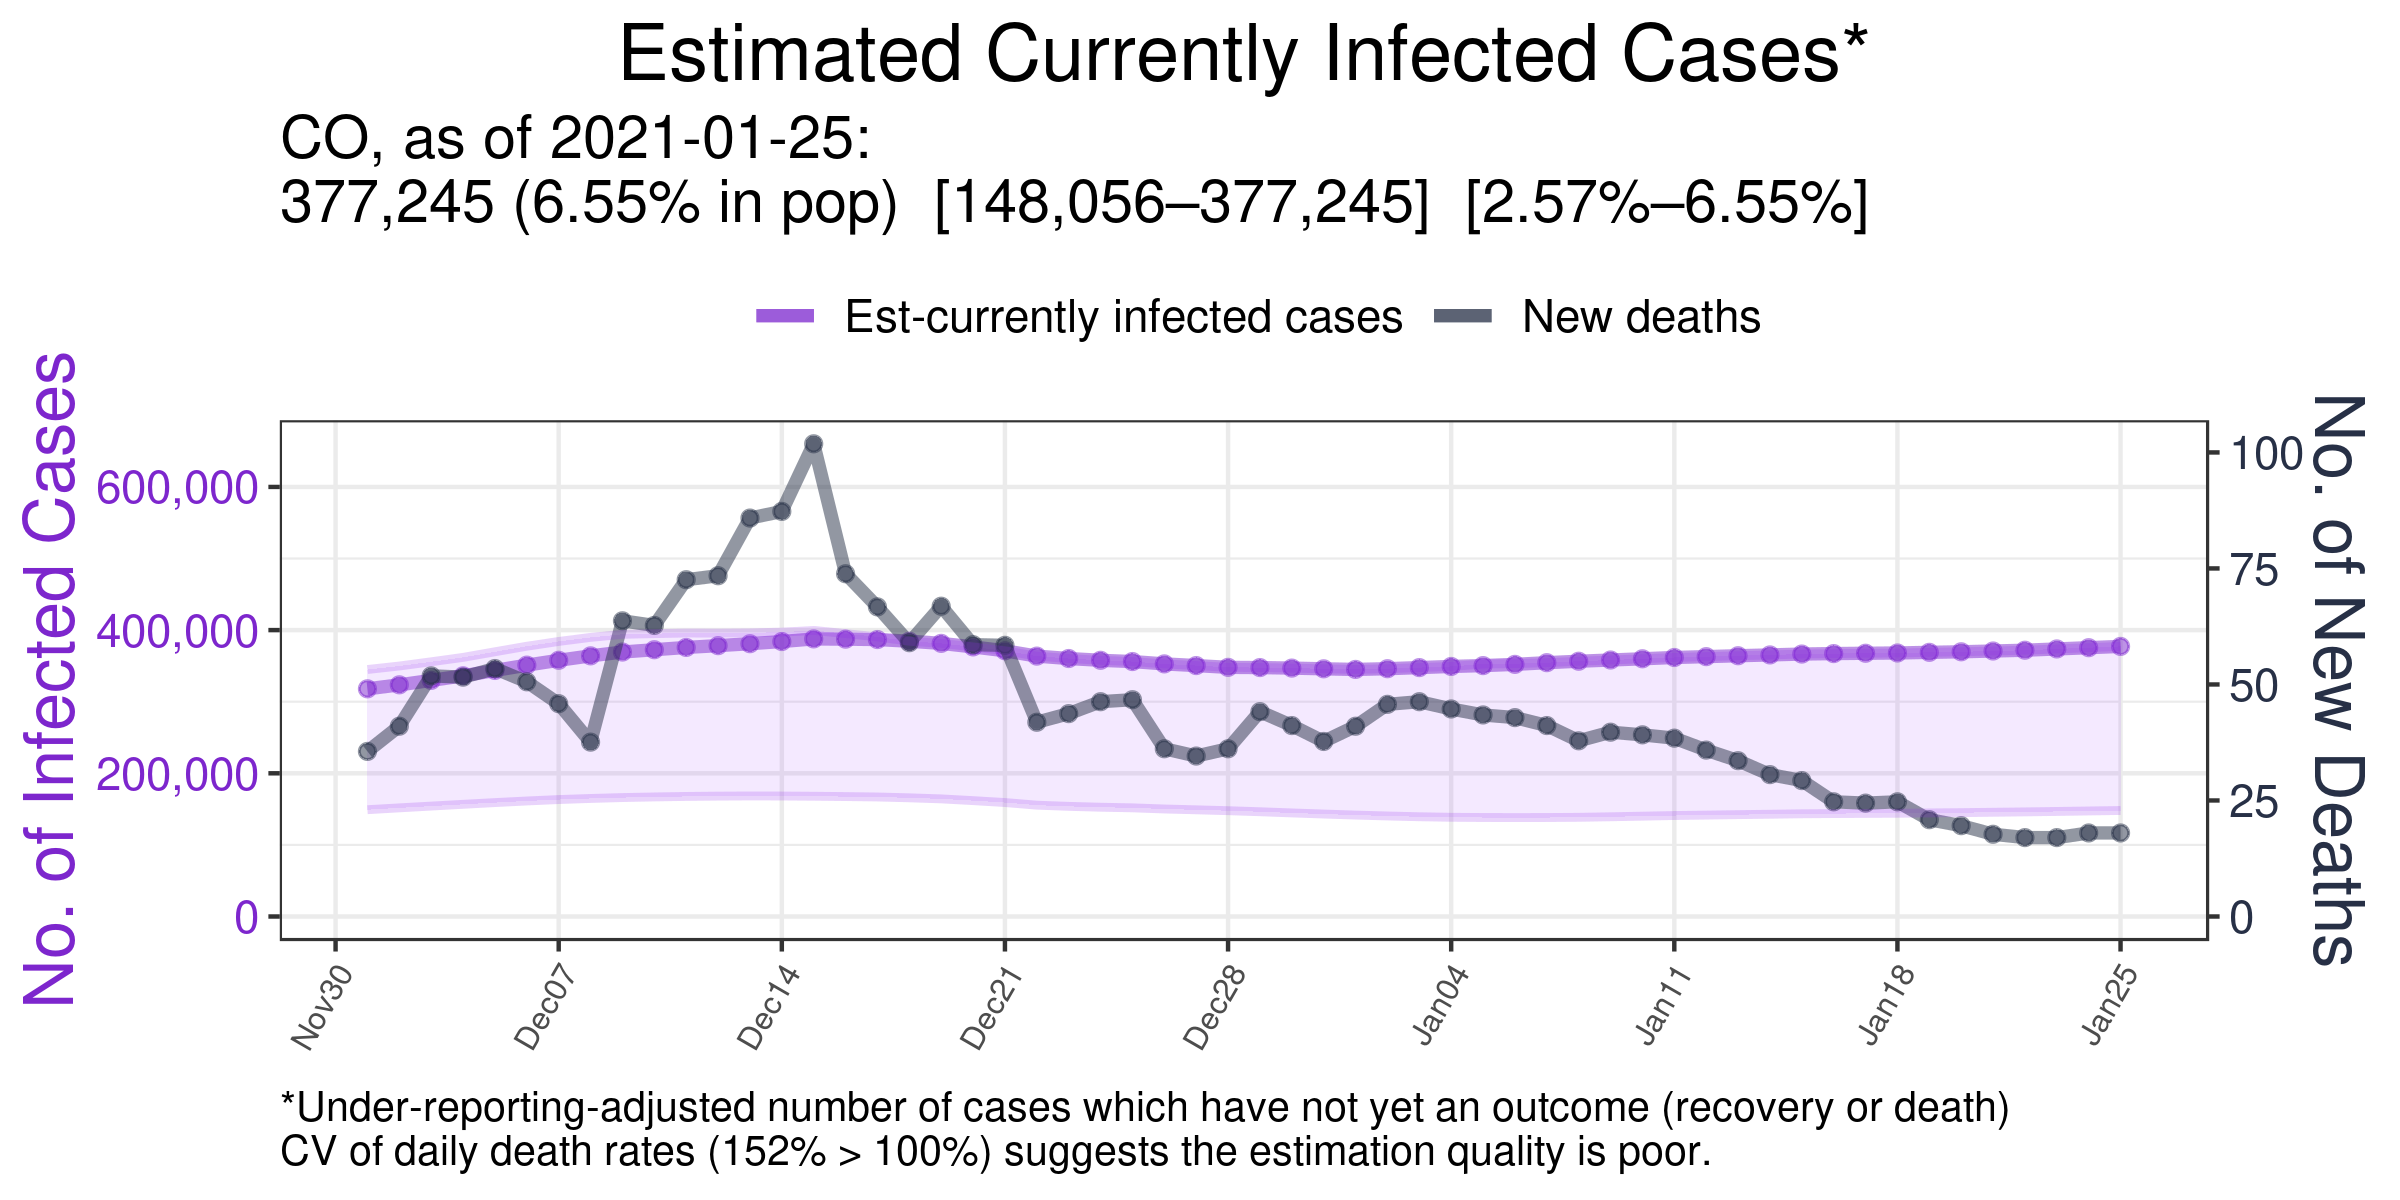 Estimated Currently Infected Cases*
CO, as of 2021-01-25:
377,245 (6.55% in pop)  [148,056–377,245]  [2.57%–6.55%]
Est-currently infected cases
New deaths
No. of Infected Cases
600,000
400,000
200,000
0
100
75
50
25
0
No. of New Deaths
Nov30
Dec07
Dec14
Dec21
Dec28
Jan04
Jan11
Jan18
Jan25
*Under-reporting-adjusted number of cases which have not yet an outcome (recovery or death)
CV of daily death rates (152% > 100%) suggests the estimation quality is poor.